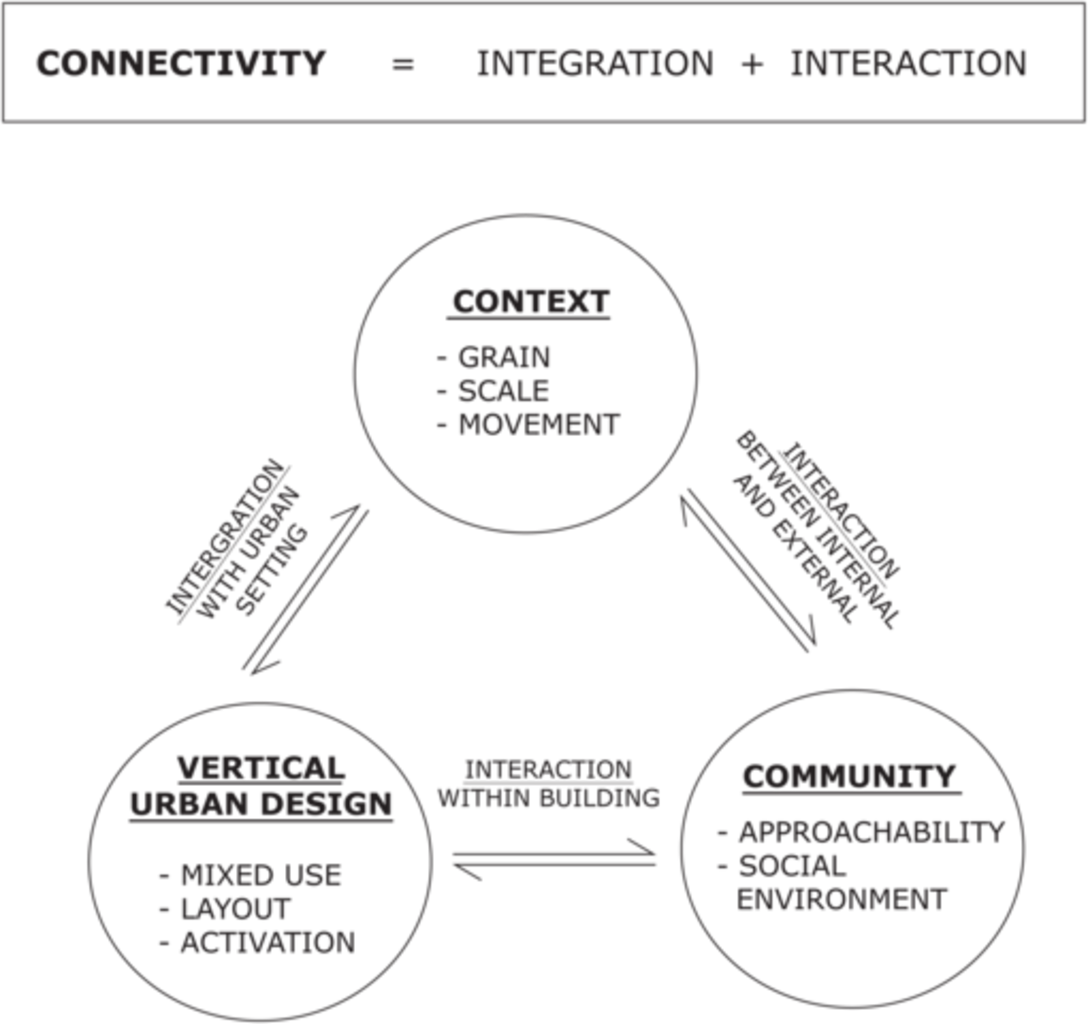 CONNECTIVITY = INTEGRATION + INTERACTION
CONTEXT
- GRAIN
- SCALE
- MOVEMENT
INTERGRATION
WITH URBAN
SETTING
INTERACTION
BETWEEN INTERNAL
AND EXTERNAL
VERTICAL
URBAN DESIGN
- MIXED USE
- LAYOUT
- ACTIVATION
INTERACTION
WITHIN BUILDING
COMMUNITY
- APPROACHABILITY
- SOCIAL
ENVIRONMENT